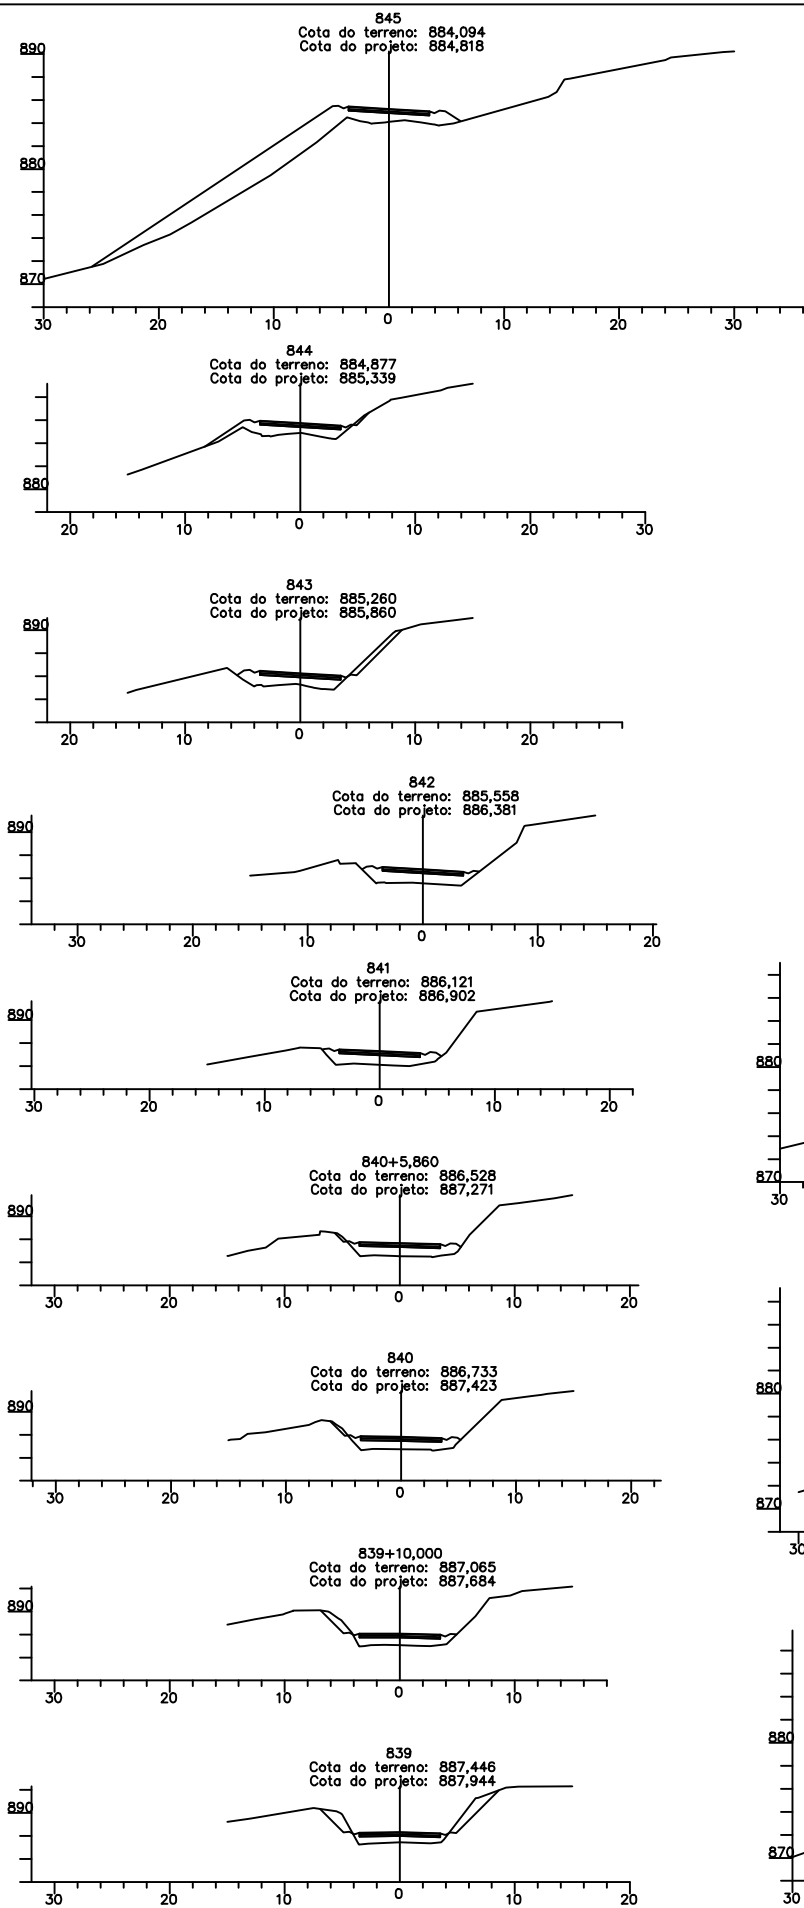 845
Cota do terreno: 884,094
Cota do projeto: 884,818
890
880
870
30 20 10 0 10 20 30
844
Cota do terreno: 884,877
Cota do projeto: 885,339
880
20 10 0 10 20 30
843
Cota do terreno: 885,260
Cota do projeto: 885,860
890
20 10 0 10 20
842
Cota do terreno: 885,558
Cota do projeto: 886,381
890
30 20 10 0 10 20
841
Cota do terreno: 886,121
Cota do projeto: 886,902
890
30 20 10 0 10 20
880
870
30
840+5,860
Cota do terreno: 886,528
Cota do projeto: 887,271
890
30 20 10 0 10 20
840
Cota do terreno: 886,733
Cota do projeto: 887,423
890
30 20 10 0 10 20
880
870
30
839+10,000
Cota do terreno: 887,065
Cota do projeto: 887,684
890
30 20 10 0 10
839
Cota do terreno: 887,446
Cota do projeto: 887,944
890
30 20 10 0 10 20
880
870
30